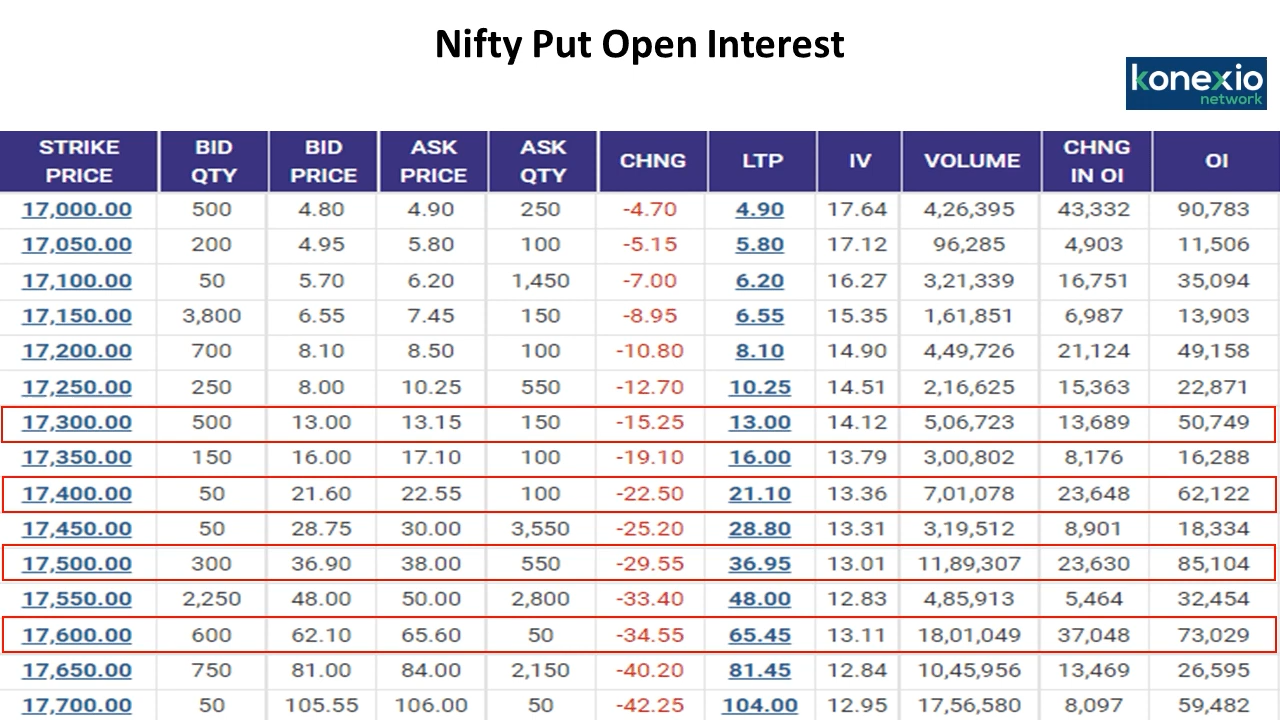 Nifty Put Open Interest
konexio
network
STRIKE PRICE BID QTY BID PRICE ASK PRICE ASK QTY CHNG LTP IV VOLUME CHNG IN OI OI
17,000.00 500 4.80 4.90 250 -4.70 4.90 17.64 4,26,395 43,332 90,783
17,050.00 200 4.95 5.80 100 -5.15 5.80 17.12 96,285 4,903 11,506
17,100.00 50 5.70 6.20 1,450 -7.00 6.20 16.27 3,21,339 16,751 35,094
17,150.00 3,800 6.55 7.45 150 -8.95 6.55 15.35 1,61,851 6,987 13,903
17,200.00 700 8.10 8.50 100 -10.80 8.10 14.90 4,49,726 21,124 49,158
17,250.00 250 8.00 10.25 550 -12.70 10.25 14.51 2,16,625 15,363 22,871
17,300.00 500 13.00 13.15 150 -15.25 13.00 14.12 5,06,723 13,689 50,749
17,350.00 150 16.00 17.10 100 -19.10 16.00 13.79 3,00,802 8,176 16,288
17,400.00 50 21.60 22.55 100 -22.50 21.10 13.36 7,01,078 23,648 62,122
17,450.00 50 28.75 30.00 3,550 -25.20 28.80 13.31 3,19,512 8,901 18,334
17,500.00 300 36.90 38.00 550 -29.55 36.95 13.01 11,89,307 23,630 85,104
17,550.00 2,250 48.00 50.00 2,800 -33.40 48.00 12.83 4,85,913 5,464 32,454
17,600.00 600 62.10 65.60 50 -34.55 65.45 13.11 18,01,049 37,048 73,029
17,650.00 750 81.00 84.00 2,150 -40.20 81.45 12.84 10,45,956 13,469 26,595
17,700.00 50 105.55 106.00 50 -42.25 104.00 12.95 17,56,580 8,097 59,482